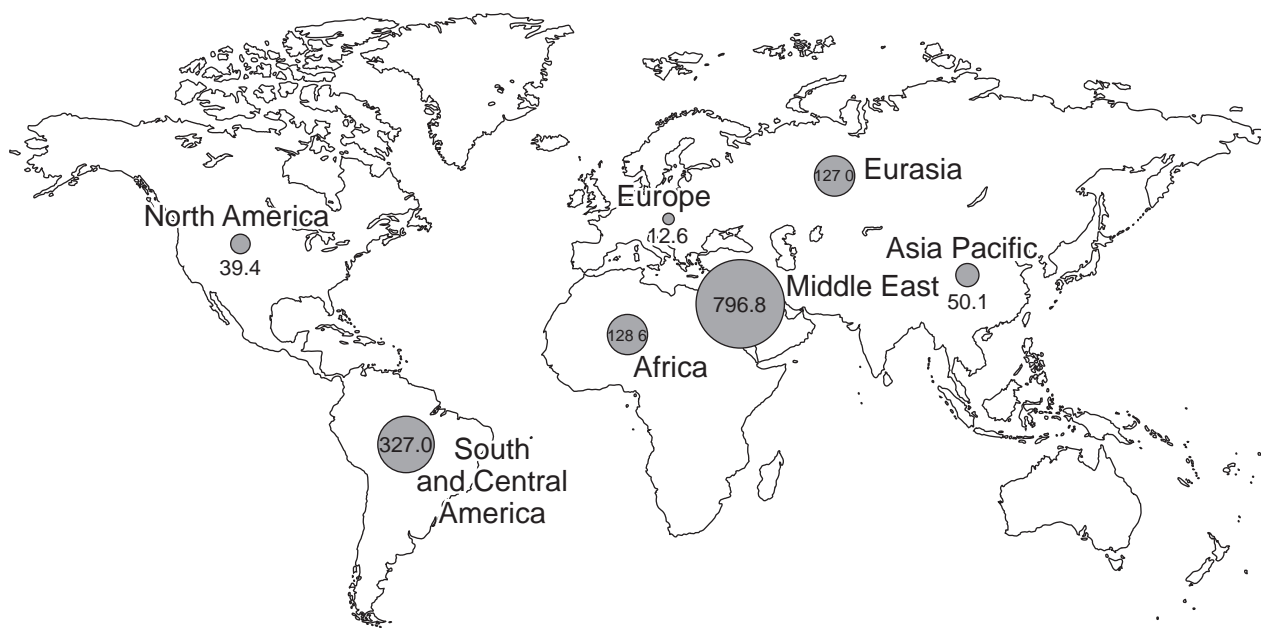 127 0 Eurasia
Europe
12.6
North America
39.4
Asia Pacific
50.1
796.8
Middle East
128 6
Africa
327.0
South
and Central
America